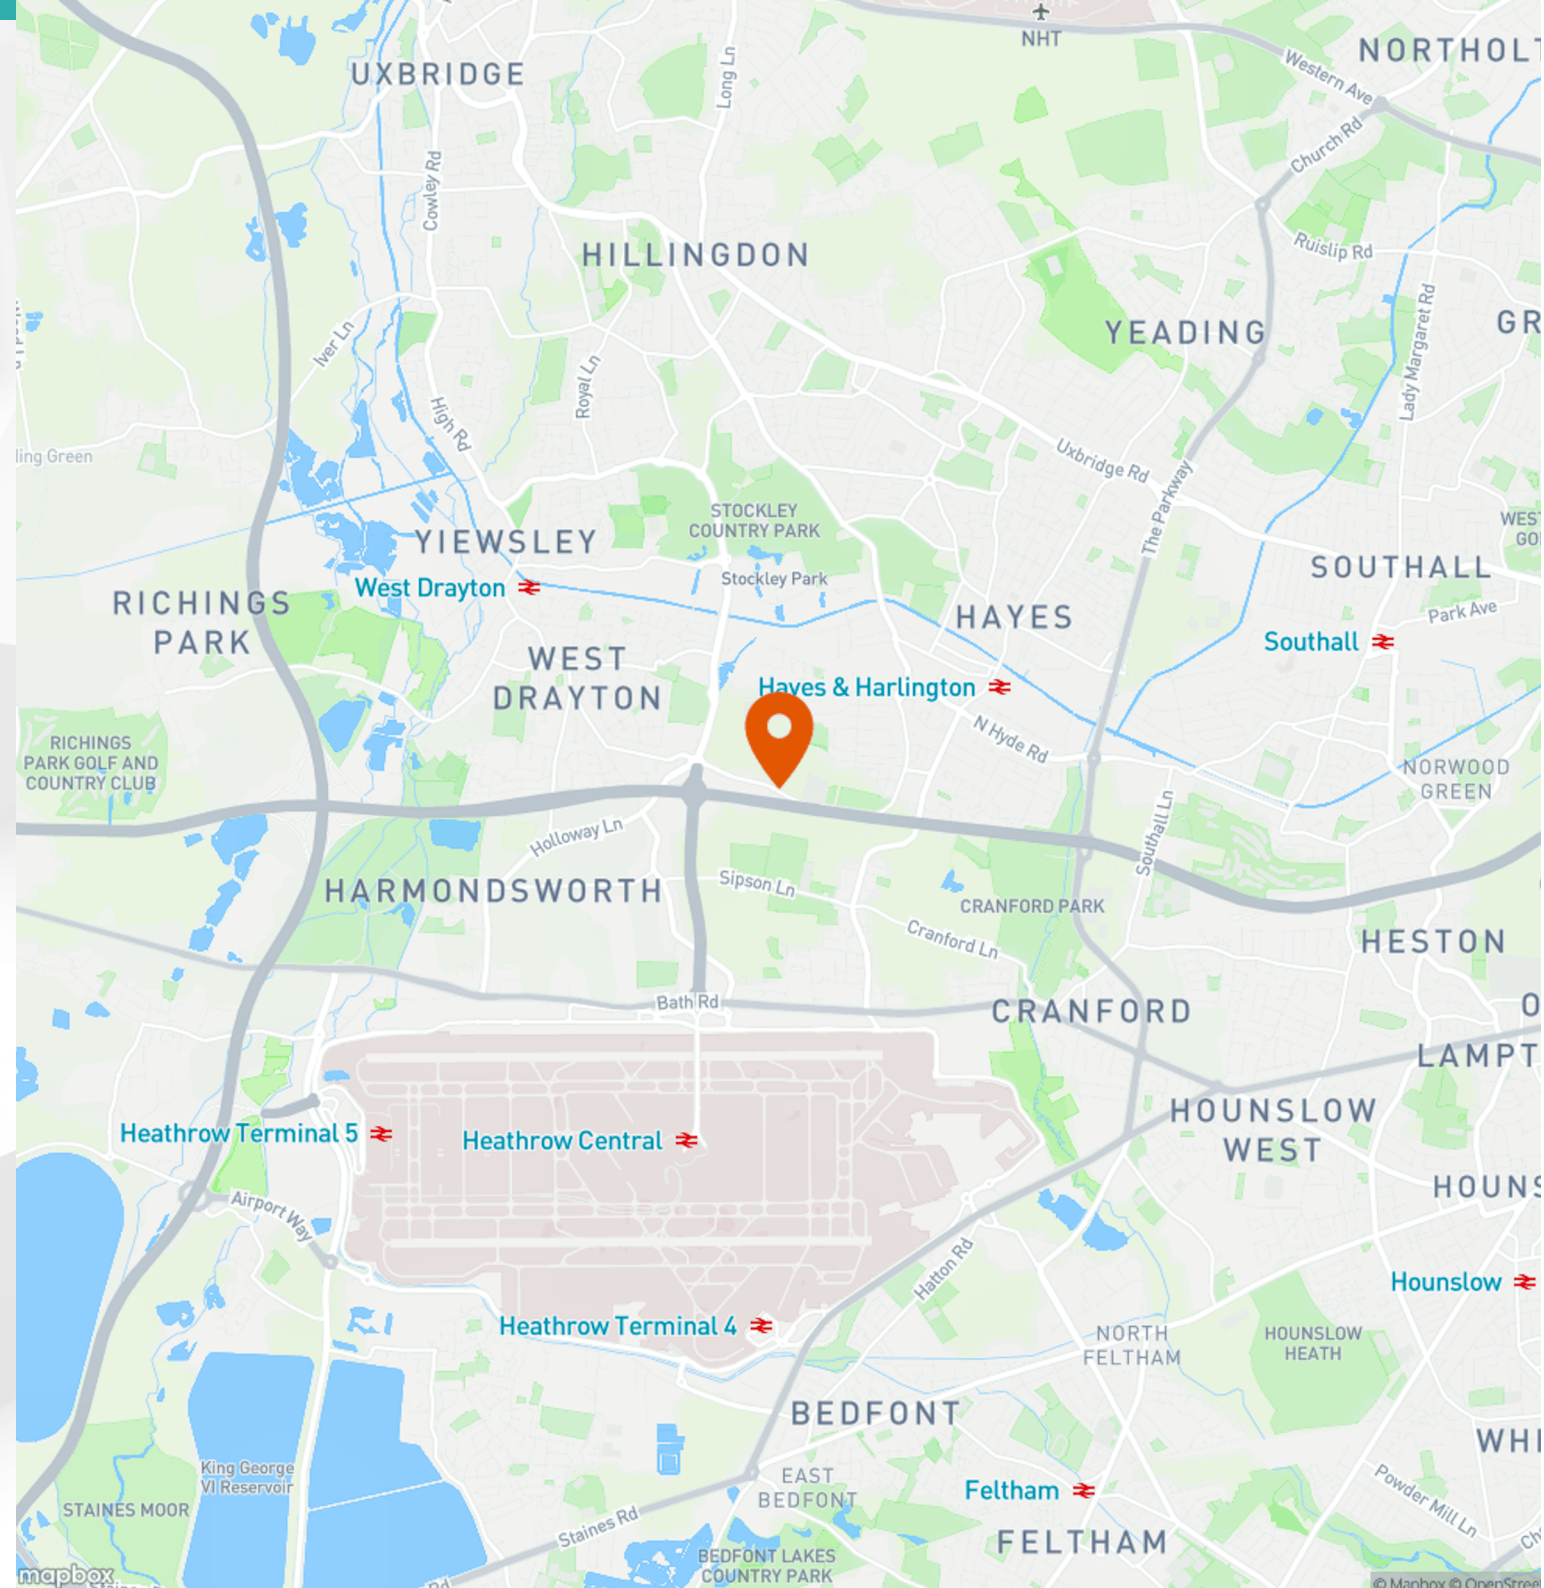 NHT
NORTHOLT
UXBRIDGE
Long Ln
Western Ave
Church Rd
Cowley Rd
HILLINGDON
Ruislip Rd
Iver Ln
YEADING
GR
Lady Margaret Rd
Royal Ln
High Rd
ling Green
Uxbridge Rd
The Parkway
STOCKLEY
COUNTRY PARK
YIEWSLEY
WEST
GO
SOUTHALL
Stockley Park
West Drayton
RICHINGS
PARK
HAYES
Park Ave
Southall
WEST
DRAYTON
Hayes & Harlington
N Hyde Rd
RICHINGS
PARK GOLF AND
COUNTRY CLUB
NORWOOD
GREEN
Holloway Ln
Southall Ln
HARMONDSWORTH
Sipson Ln
CRANFORD PARK
Cranford Ln
HESTON
Bath Rd
CRANFORD
O
LAMPT
HOUNSLOW
WEST
Heathrow Terminal 5
Heathrow Central
HOUNS
Airport Way
Hatton Rd
Hounslow
Heathrow Terminal 4
NORTH
FELTHAM
HOUNSLOW
HEATH
BEDFONT
WHI
King George
VI Reservoir
EAST
BEDFONT
Feltham
Powder Mill Ln
STAINES MOOR
Staines Rd
FELTHAM
BEDFONT LAKES
COUNTRY PARK
Ch
mapbox
Staines
Rd
© Mapbox © OpenStree